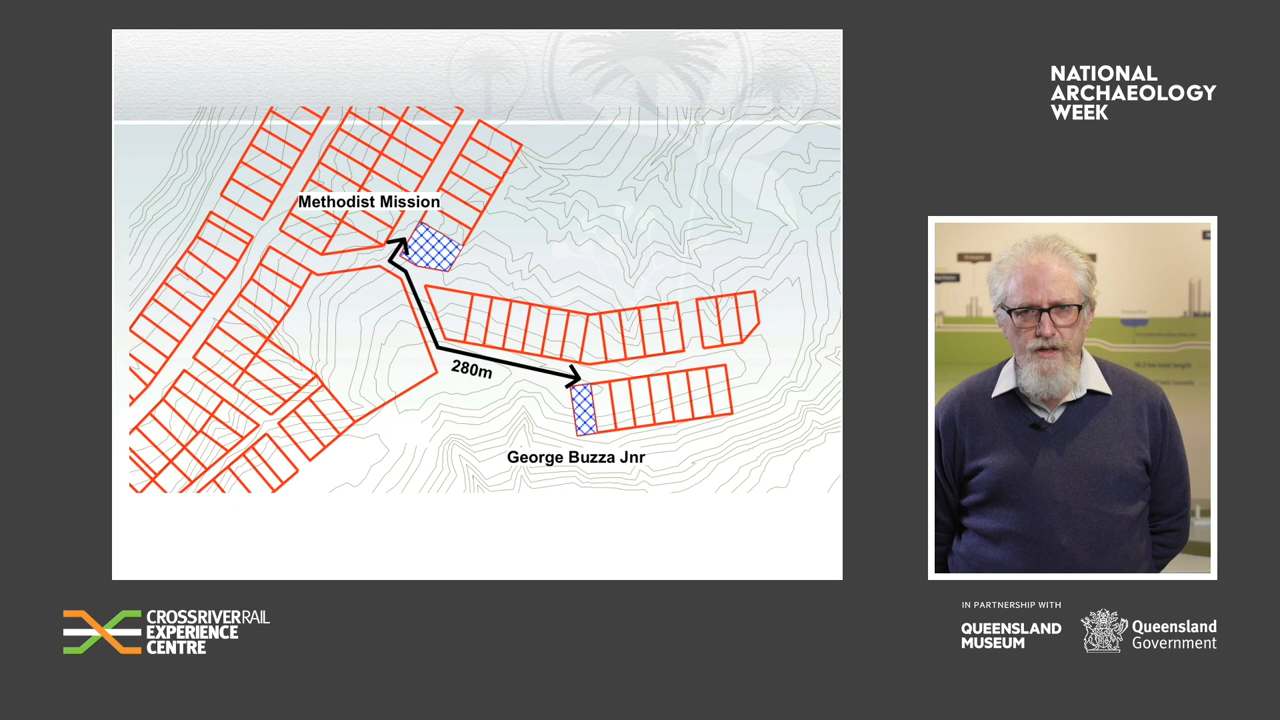 Methodist Mission
280m
George Buzza Jnr
NATIONAL
ARCHAEOLOGY
WEEK
CROSSRIVERRAIL
EXPERIENCE
CENTRE
IN PARTNERSHIP WITH
QUEENSLAND
MUSEUM
Queensland
Government